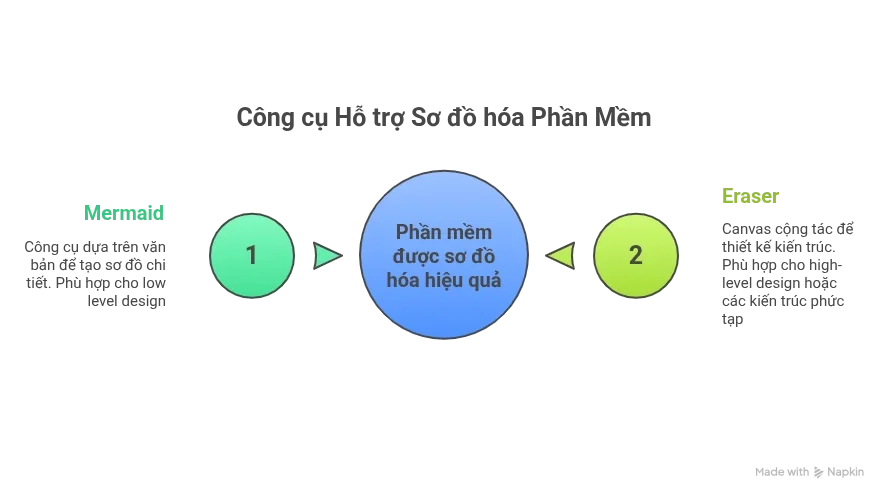 Công cụ Hỗ trợ Sơ đồ hóa Phần Mềm
Mermaid
Công cụ dựa trên văn
bản để tạo sơ đồ chi
tiết. Phù hợp cho low
level design
1
Phần mềm
được sơ đồ
hóa hiệu quả
2
Eraser
Canvas cộng tác để
thiết kế kiến trúc.
Phù hợp cho high-
level design hoặc
các kiến trúc phức
tạp
Made with Napkin